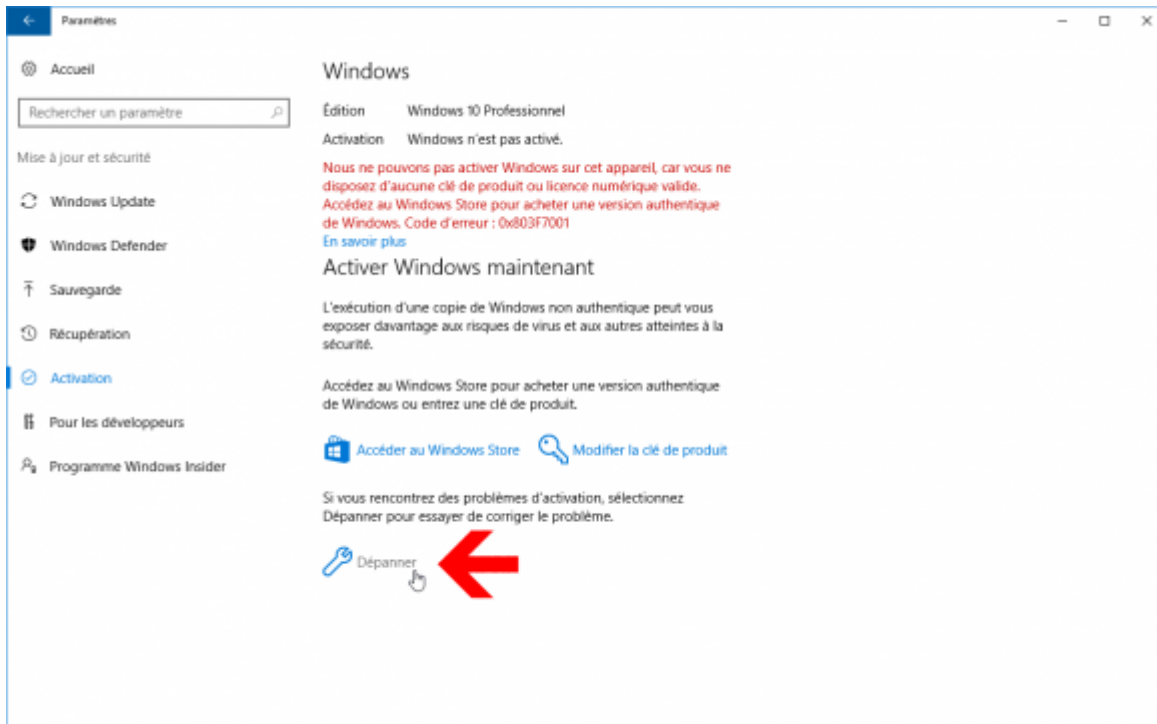 Paramètres
Accueil
Rechercher un paramètre
Mise à jour et sécurité
Windows Update
Windows Defender
Sauvegarde
Récupération
Activation
Pour les développeurs
Programme Windows Insider
Windows
Édition Windows 10 Professionnel
Activation Windows n'est pas activé.
Nous ne pouvons pas activer Windows sur cet appareil, car vous ne
disposez d'aucune clé de produit ou licence numérique valide.
Accédez au Windows Store pour acheter une version authentique
de Windows. Code d'erreur : 0x803F7001
En savoir plus
Activer Windows maintenant
L'exécution d'une copie de Windows non authentique peut vous
exposer davantage aux risques de virus et aux autres atteintes à la
sécurité.
Accédez au Windows Store pour acheter une version authentique
de Windows ou entrez une clé de produit.
Accéder au Windows Store Modifier la clé de produit
Si vous rencontrez des problèmes d'activation, sélectionnez
Dépanner pour essayer de corriger le problème.
Dépanner